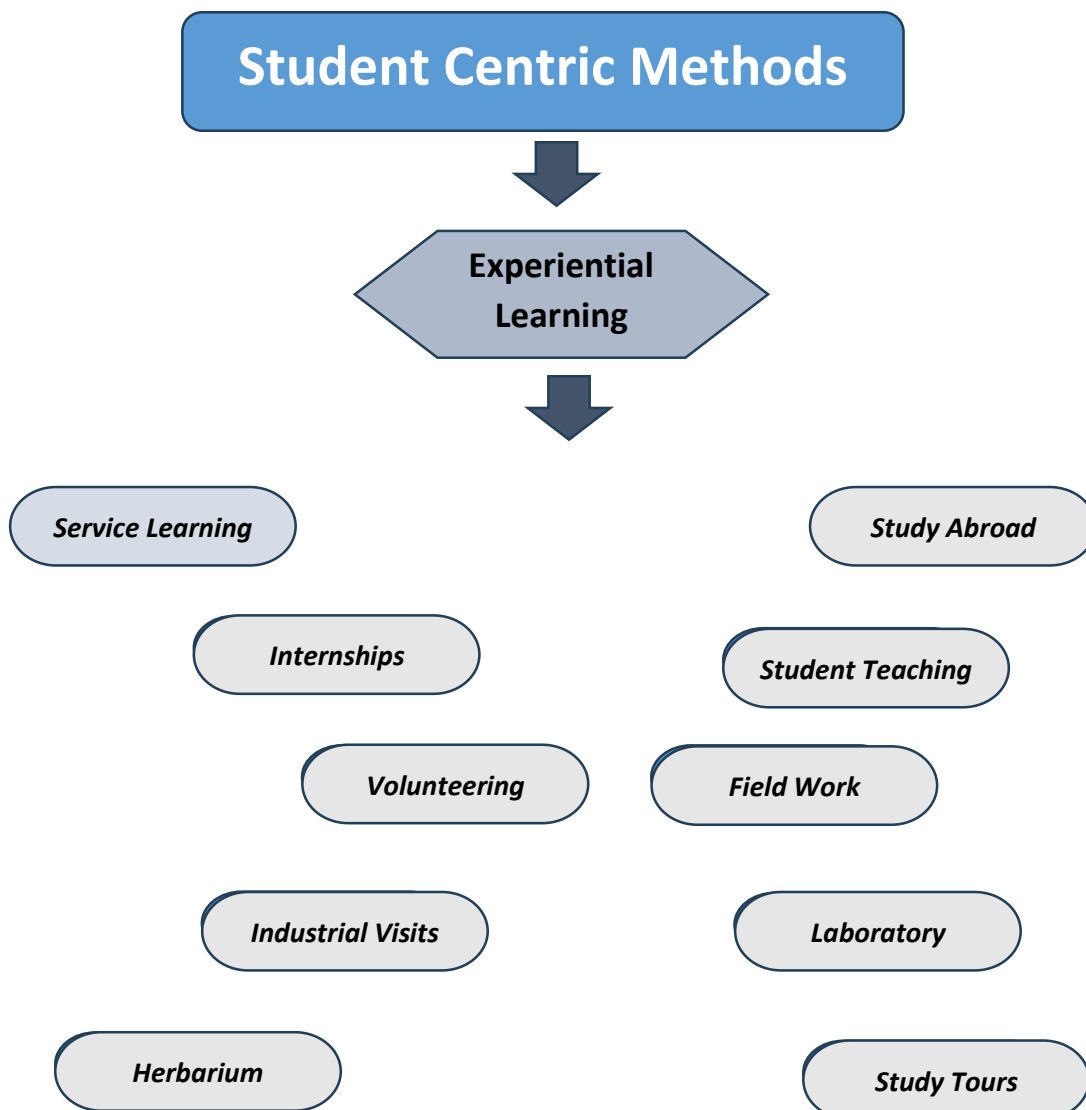 Student Centric Methods
Experiential
Learning
Service Learning
Study Abroad
Internships
Student Teaching
Volunteering
Field Work
Industrial Visits
Laboratory
Herbarium
Study Tours